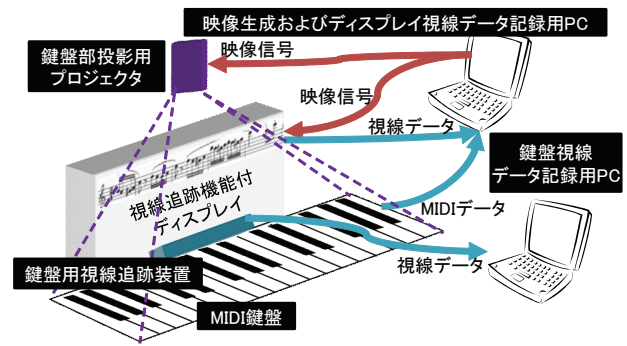 映像生成およびディスプレイ視線データ記録用PC
鍵盤部投影用
プロジェクタ
映像信号
映像信号
視線データ
鍵盤視線
データ記録用PC
視線追跡機能付
ディスプレイ
MIDIデータ
鍵盤用視線追跡装置
視線データ
MIDI鍵盤